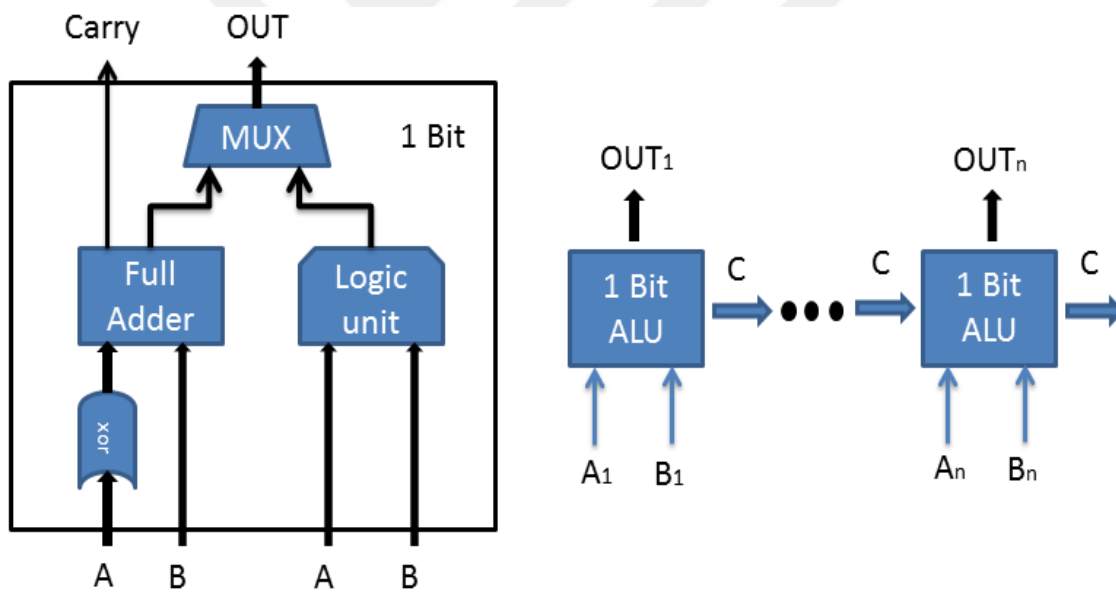 Carry
OUT
MUX
1 Bit
Full
Adder
Logic
unit
xor
A
B
A
B
OUT1
OUTn
1 Bit
ALU
C
C
1 Bit
ALU
C
A1
B1
An
Bn